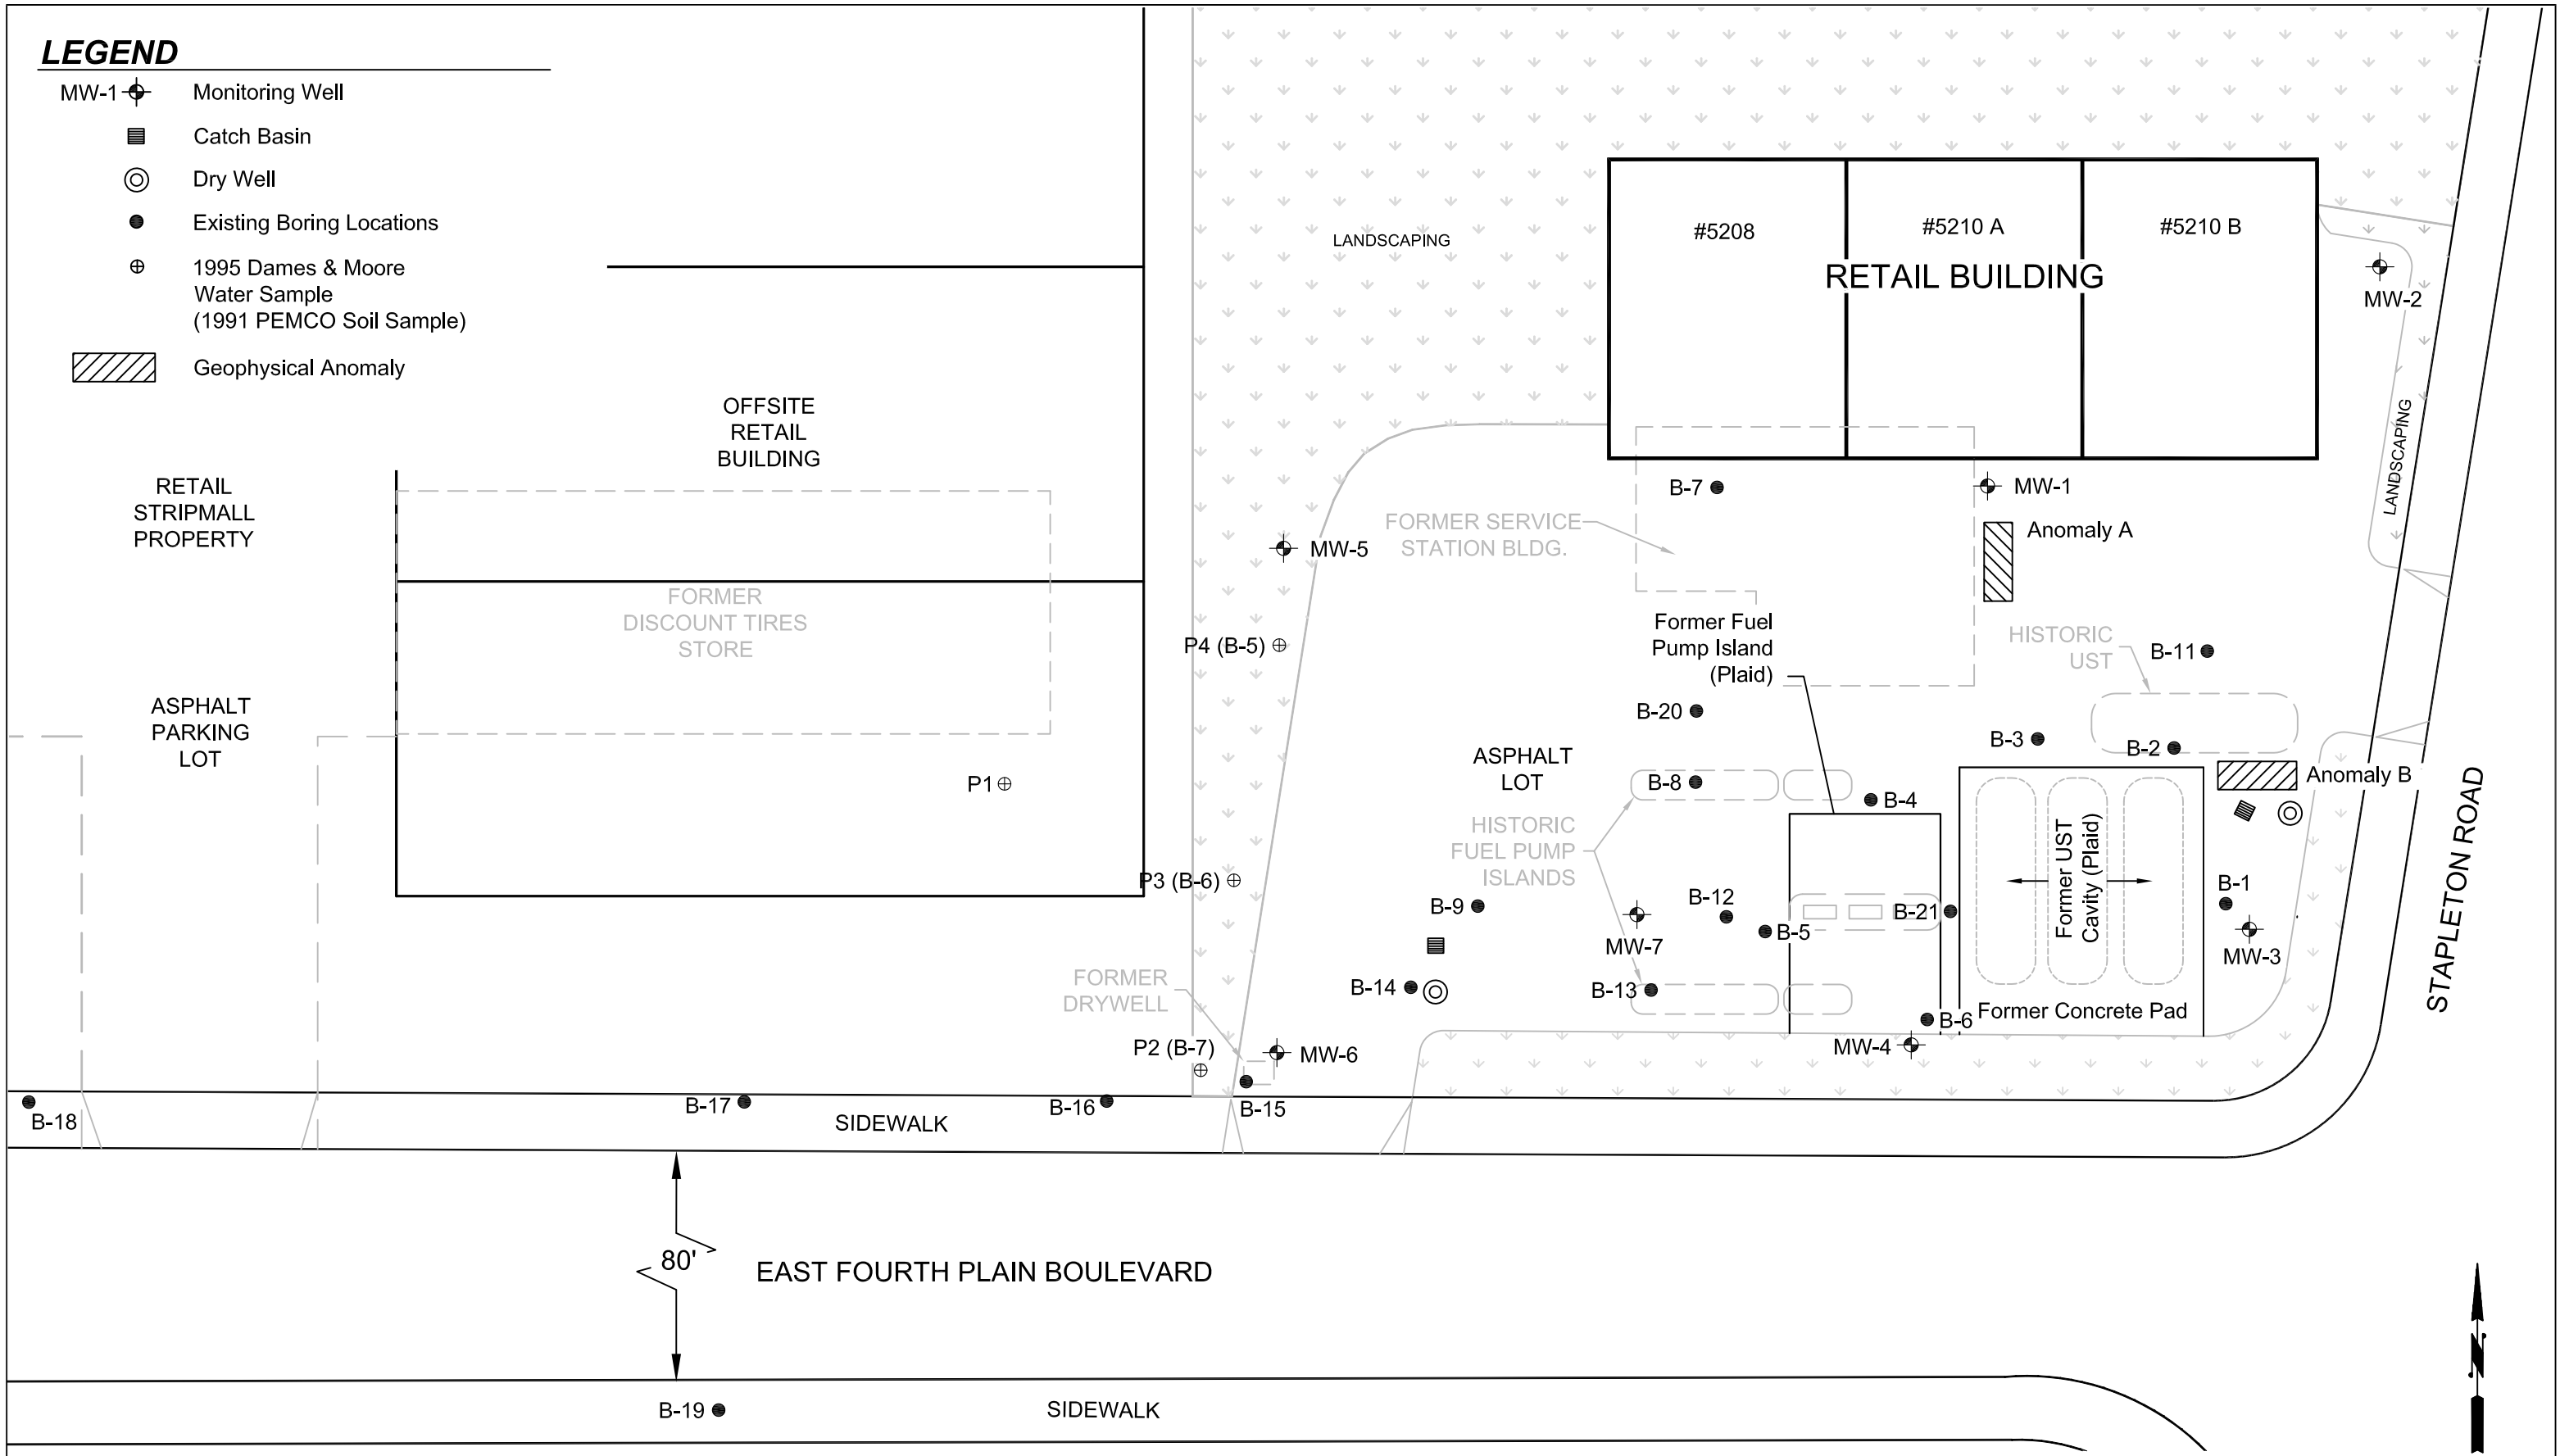 LEGEND
MW-1
Monitoring Well
Catch Basin
Dry Well
Existing Boring Locations
1995 Dames & Moore
Water Sample
(1991 PEMCO Soil Sample)
Geophysical Anomaly
OFFSITE
RETAIL
BUILDING
RETAIL
STRIPMALL
PROPERTY
FORMER
DISCOUNT TIRES
STORE
ASPHALT
PARKING
LOT
P1
LANDSCAPING
#5208
#5210 A
#5210 B
RETAIL BUILDING
MW-2
LANDSCAPING
B-7
MW-1
FORMER SERVICE
STATION BLDG.
Anomaly A
MW-5
P4 (B-5)
Former Fuel
Pump Island
(Plaid)
HISTORIC
UST
B-11
B-20
B-3
B-2
ASPHALT
LOT
B-8
B-4
Anomaly B
HISTORIC
FUEL PUMP
ISLANDS
Former UST
Cavity (Plaid)
STAPLETON ROAD
P3 (B-6)
B-9
B-12
B-21
B-1
B-5
MW-7
MW-3
FORMER
DRYWELL
B-14
B-13
Former Concrete Pad
B-6
P2 (B-7)
MW-6
MW-4
B-18
B-17
B-16
B-15
SIDEWALK
80'
EAST FOURTH PLAIN BOULEVARD
N
B-19
SIDEWALK